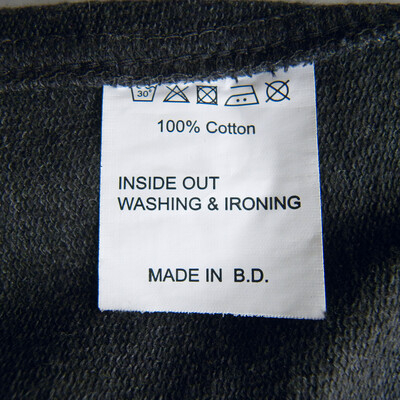 30°
100% Cotton
INSIDE OUT
WASHING & IRONING
MADE IN B.D.